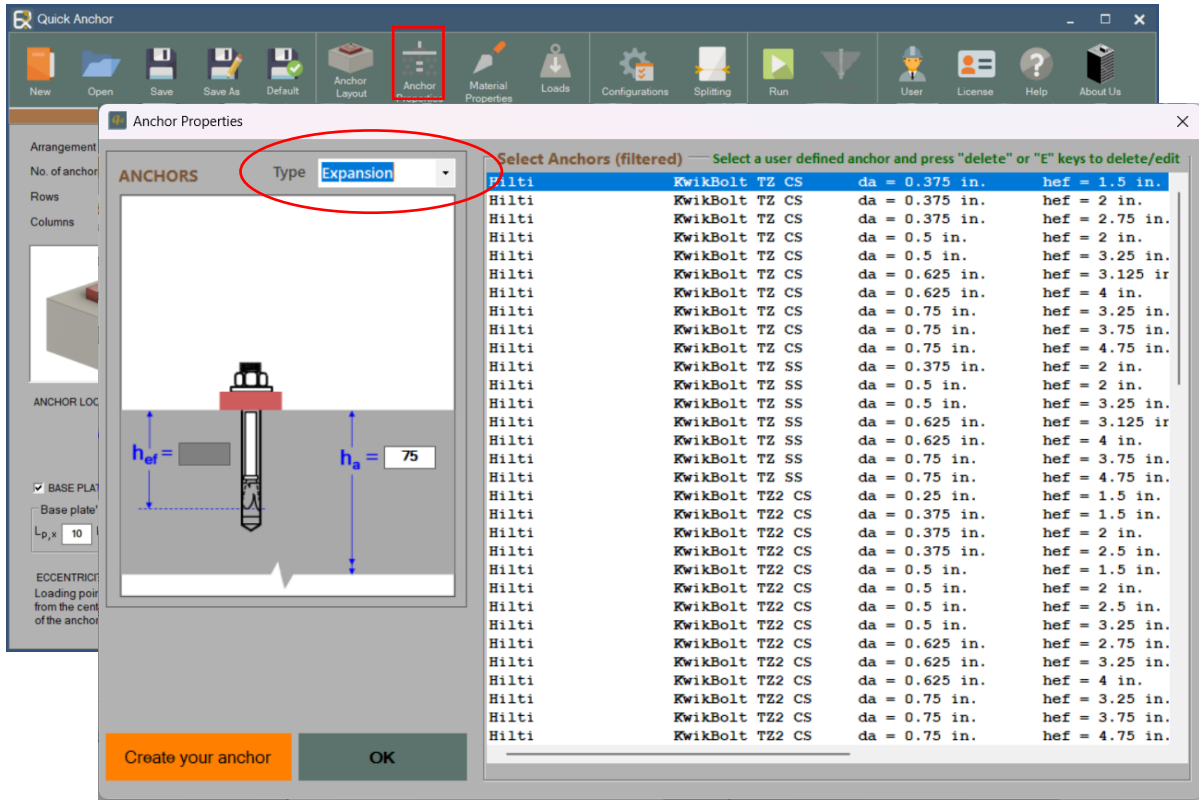 Quick Anchor
New Open Save Save As Default Anchor Layout Anchor Properties Material Properties Loads Configurations Splitting Run User License Help About Us
Anchor Properties
Arrangement
No. of anchor
Rows
Columns
ANCHOR LOC
BASE PLAT
Base plate'
Lp,x 10
ECCENTRICI
Loading poin
from the cent
of the anchor
ANCHORS Type Expansion
hef =
ha = 75
Create your anchor OK
Select Anchors (filtered) Select a user defined anchor and press "delete" or "E" keys to delete/edit
Hilti KwikBolt TZ CS da = 0.375 in. hef = 1.5 in.
Hilti KwikBolt TZ CS da = 0.375 in. hef = 2 in.
Hilti KwikBolt TZ CS da = 0.375 in. hef = 2.75 in.
Hilti KwikBolt TZ CS da = 0.5 in. hef = 2 in.
Hilti KwikBolt TZ CS da = 0.5 in. hef = 3.25 in.
Hilti KwikBolt TZ CS da = 0.625 in. hef = 3.125 in
Hilti KwikBolt TZ CS da = 0.625 in. hef = 4 in.
Hilti KwikBolt TZ CS da = 0.75 in. hef = 3.25 in.
Hilti KwikBolt TZ CS da = 0.75 in. hef = 3.75 in.
Hilti KwikBolt TZ CS da = 0.75 in. hef = 4.75 in.
Hilti KwikBolt TZ SS da = 0.375 in. hef = 2 in.
Hilti KwikBolt TZ SS da = 0.5 in. hef = 2 in.
Hilti KwikBolt TZ SS da = 0.5 in. hef = 3.25 in.
Hilti KwikBolt TZ SS da = 0.625 in. hef = 3.125 in
Hilti KwikBolt TZ SS da = 0.625 in. hef = 4 in.
Hilti KwikBolt TZ SS da = 0.75 in. hef = 3.75 in.
Hilti KwikBolt TZ SS da = 0.75 in. hef = 4.75 in.
Hilti KwikBolt TZ2 CS da = 0.25 in. hef = 1.5 in.
Hilti KwikBolt TZ2 CS da = 0.375 in. hef = 1.5 in.
Hilti KwikBolt TZ2 CS da = 0.375 in. hef = 2 in.
Hilti KwikBolt TZ2 CS da = 0.375 in. hef = 2.5 in.
Hilti KwikBolt TZ2 CS da = 0.5 in. hef = 1.5 in.
Hilti KwikBolt TZ2 CS da = 0.5 in. hef = 2 in.
Hilti KwikBolt TZ2 CS da = 0.5 in. hef = 2.5 in.
Hilti KwikBolt TZ2 CS da = 0.5 in. hef = 3.25 in.
Hilti KwikBolt TZ2 CS da = 0.625 in. hef = 2.75 in.
Hilti KwikBolt TZ2 CS da = 0.625 in. hef = 3.25 in.
Hilti KwikBolt TZ2 CS da = 0.625 in. hef = 4 in.
Hilti KwikBolt TZ2 CS da = 0.75 in. hef = 3.25 in.
Hilti KwikBolt TZ2 CS da = 0.75 in. hef = 3.75 in.
Hilti KwikBolt TZ2 CS da = 0.75 in. hef = 4.75 in.